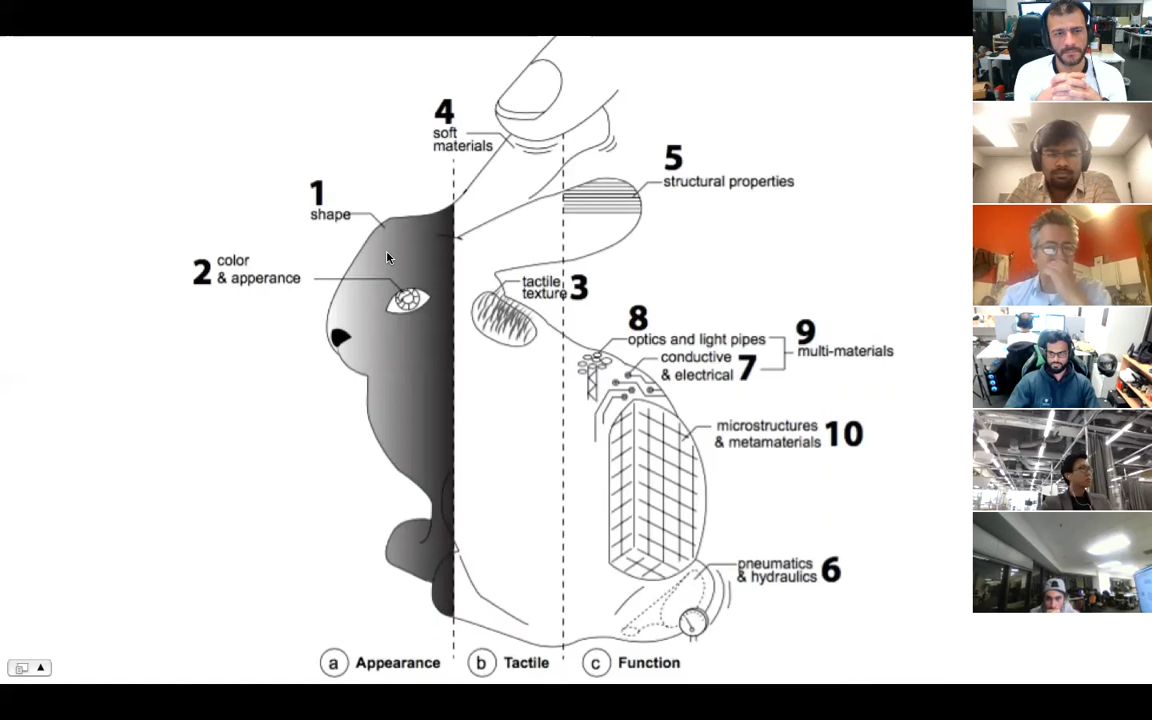 4
soft
materials
5
structural properties
1
shape
2
color
& apperance
tactile
texture
3
8
optics and light pipes
9
multi-materials
conductive
& electrical
7
microstructures
& metamaterials
10
pneumatics
& hydraulics
6
a Appearance
b Tactile
c Function